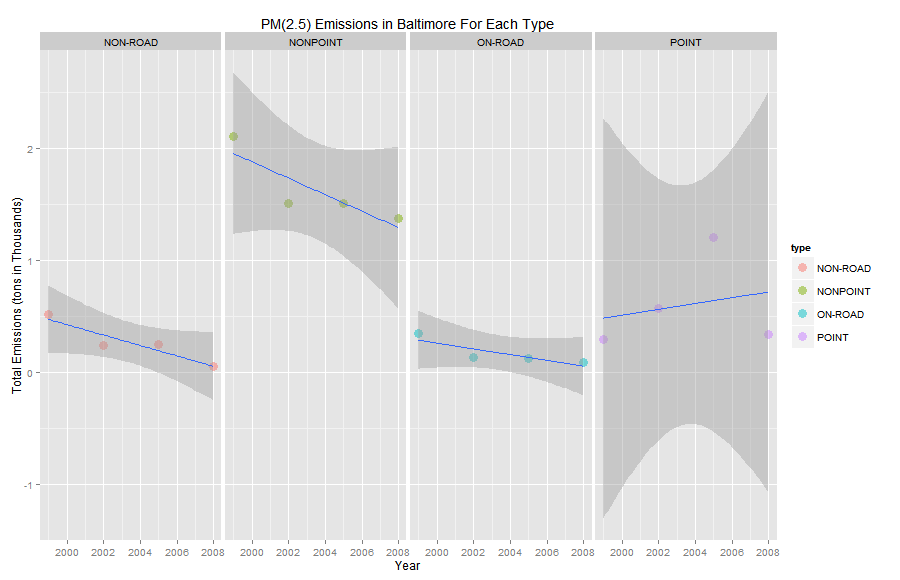 PM(2.5) Emissions in Baltimore For Each Type
NON-ROAD
NONPOINT
ON-ROAD
POINT
Total Emissions (tons in Thousands)
2
1
0
-1
2000 2002 2004 2006 2008
2000 2002 2004 2006 2008
2000 2002 2004 2006 2008
2000 2002 2004 2006 2008
Year
type
NON-ROAD
NONPOINT
ON-ROAD
POINT